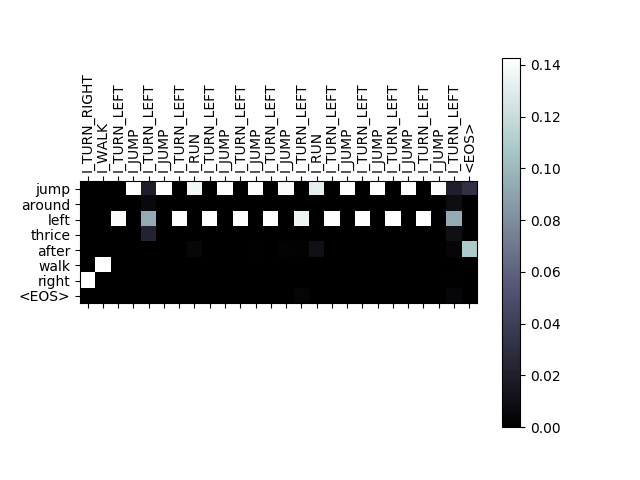 I_TURN_RIGHT
I_WALK
I_TURN_LEFT
I_JUMP
I_TURN_LEFT
I_JUMP
I_TURN_LEFT
I_RUN
I_TURN_LEFT
I_JUMP
I_TURN_LEFT
I_JUMP
I_TURN_LEFT
I_JUMP
I_TURN_LEFT
I_RUN
I_TURN_LEFT
I_JUMP
I_TURN_LEFT
I_JUMP
I_TURN_LEFT
I_JUMP
I_TURN_LEFT
I_JUMP
I_TURN_LEFT
<EOS>
jump
around
left
thrice
after
walk
right
<EOS>
0.14
0.12
0.10
0.08
0.06
0.04
0.02
0.00